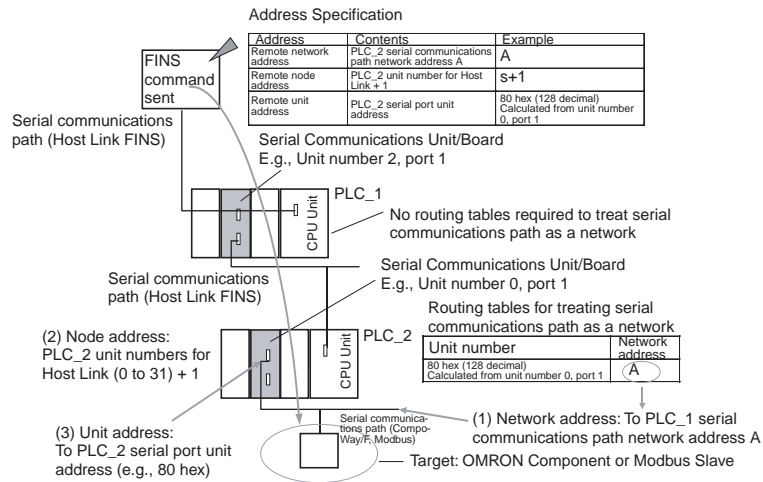 Address Specification
Address Contents Example
Remote network address PLC_2 serial communications path network address A A
Remote node address PLC_2 unit number for Host Link + 1 s+1
Remote unit address PLC_2 serial port unit address 80 hex (128 decimal) Calculated from unit number 0, port 1
FINS
command
sent
Serial communications
path (Host Link FINS)
Serial Communications Unit/Board
E.g., Unit number 2, port 1
PLC_1
CPU Unit
No routing tables required to treat serial
communications path as a network
Serial communications
path (Host Link FINS)
Serial Communications Unit/Board
E.g., Unit number 0, port 1
Routing tables for treating serial
communications path as a network
Unit number Network address
80 hex (128 decimal)
Calculated from unit number 0, port 1 A
PLC_2
CPU Unit
(2) Node address:
PLC_2 unit numbers for
Host Link (0 to 31) + 1
(3) Unit address:
To PLC_2 serial port unit
address (e.g., 80 hex)
Serial communica-
tions path (Compo-
Way/F, Modbus)
(1) Network address: To PLC_1 serial
communications path network address A
Target: OMRON Component or Modbus Slave